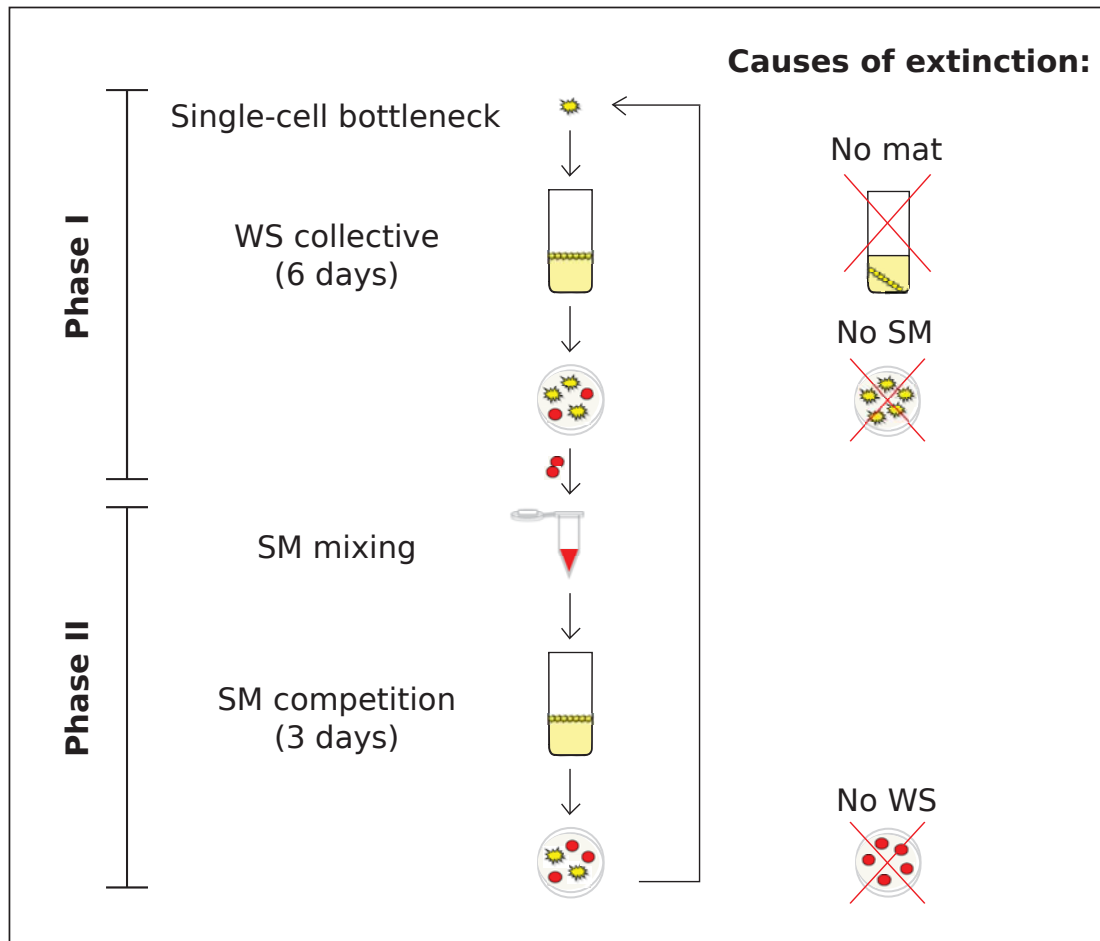 Causes of extinction:
Phase I
Single-cell bottleneck
No mat
WS collective
(6 days)
No SM
Phase II
SM mixing
SM competition
(3 days)
No WS